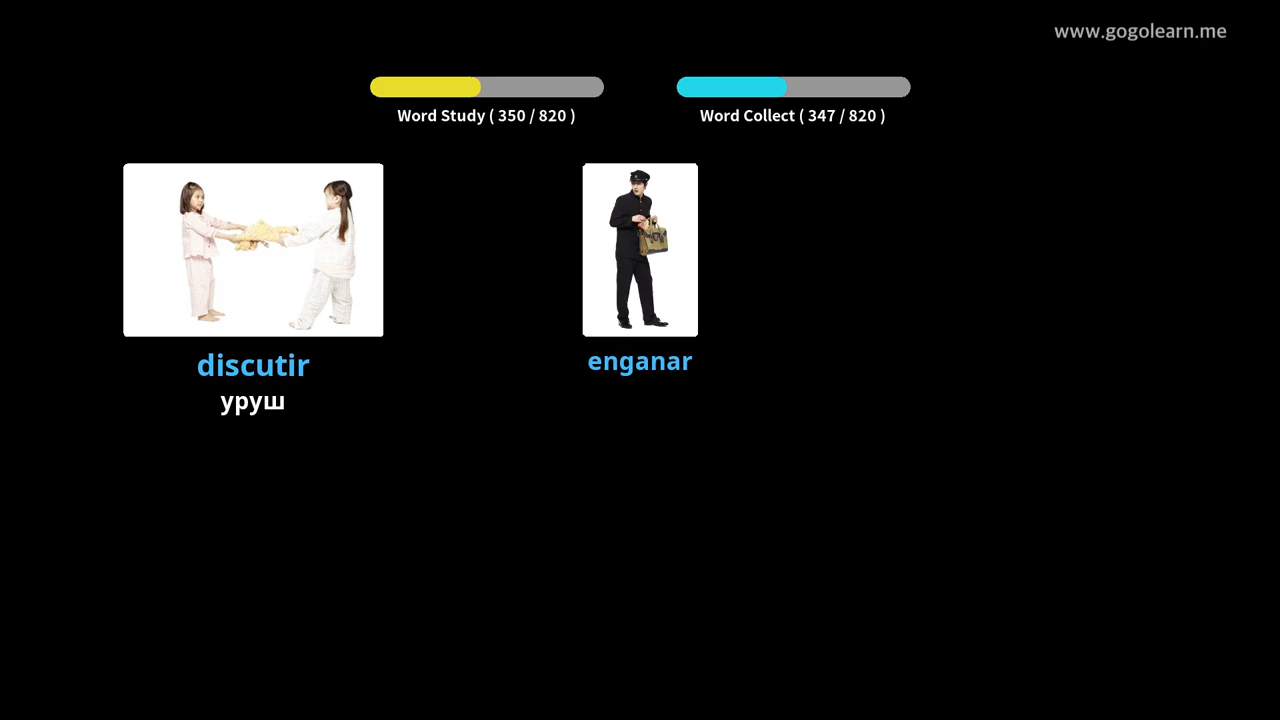 www.gogolearn.me
Word Study ( 350 / 820 )
Word Collect ( 347 / 820 )
discutir
уруш
enganar